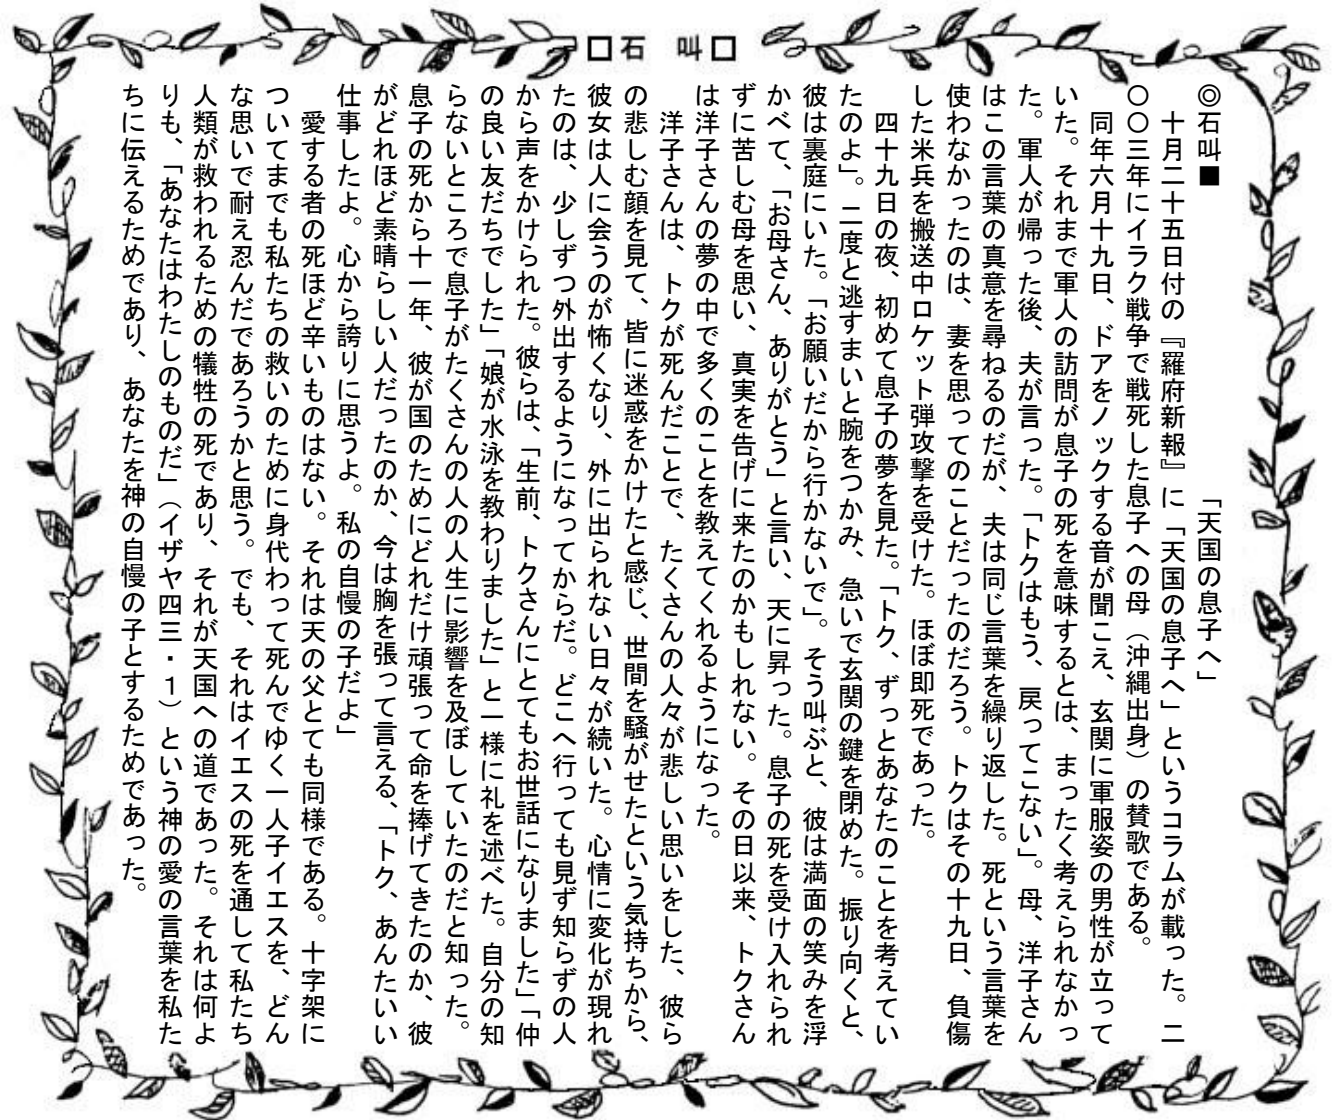 □石 叫□
◎石叫■ 「天国の息子へ」
十月二十五日付の『羅府新報』に「天国の息子へ」というコラムが載った。二
〇〇三年にイラク戦争で戦死した息子への母（沖縄出身）の賛歌である。
同年六月十九日、ドアをノックする音が聞こえ、玄関に軍服姿の男性が立って
いた。それまで軍人の訪問が息子の死を意味するとは、まったく考えられなかっ
た。軍人が帰った後、夫が言った。「トクはもう、戻ってこない」。母、洋子さん
はこの言葉の真意を尋ねるのだが、夫は同じ言葉を繰り返した。死という言葉を
使わなかったのは、妻を思ってのことだったのだろう。トクはその十九日、負傷
した米兵を搬送中ロケット弾攻撃を受けた。ほぼ即死であった。
四十九日の夜、初めて息子の夢を見た。「トク、ずっとあなたのことを考えてい
たのよ」。二度と逃すまいと腕をつかみ、急いで玄関の鍵を閉めた。振り向くと、
彼は裏庭にいた。「お願いだから行かないで」。そう叫ぶと、彼は満面の笑みを浮
かべて、「お母さん、ありがとう」と言い、天に昇った。息子の死を受け入れられ
ずに苦しむ母を思い、真実を告げに来たのかもしれない。その日以来、トクさん
は洋子さんの夢の中で多くのことを教えてくれるようになった。
洋子さんは、トクが死んだことで、たくさんの人々が悲しい思いをした、彼ら
の悲しむ顔を見て、皆に迷惑をかけたと感じ、世間を騒がせたという気持ちから、
彼女は人に会うのが怖くなり、外に出られない日々が続いた。心情に変化が現れ
たのは、少しずつ外出するようになってからだ。どこへ行っても見ず知らずの人
から声をかけられた。彼らは、「生前、トクさんにとてもお世話になりました」「仲
の良い友だちでした」「娘が水泳を教わりました」と一様に礼を述べた。自分の知
らないところで息子がたくさんの人の人生に影響を及ぼしていたのだと知った。
息子の死から十一年、彼が国のためにどれだけ頑張って命を捧げてきたのか、彼
がどれほど素晴らしい人だったのか、今は胸を張って言える、「トク、あんたいい
仕事したよ。心から誇りに思うよ。私の自慢の子だよ」
愛する者の死ほど辛いものはない。それは天の父とても同様である。十字架に
ついてまでも私たちの救いのために身代わって死んでゆく一人子イエスを、どん
な思いで耐え忍んだであろうかと思う。でも、それはイエスの死を通して私たち
人類が救われるための犠牲の死であり、それが天国への道であった。それは何よ
りも、「あなたはわたしのものだ」（イザヤ四三・１）という神の愛の言葉を私た
ちに伝えるためであり、あなたを神の自慢の子とするためであった。